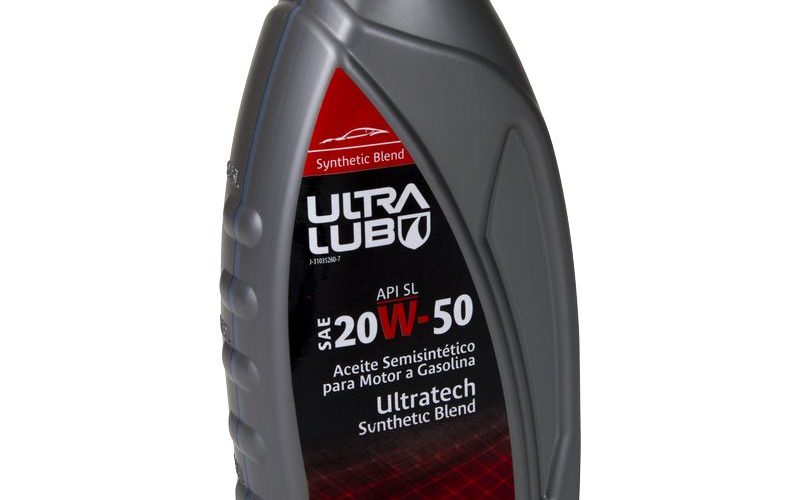 Synthetic Blend
ULTRA
LUB
J-31035260-7
API SL
SAE 20W-50
Aceite Semisintético
para Motor a Gasolina
Ultratech
Synthetic Blend